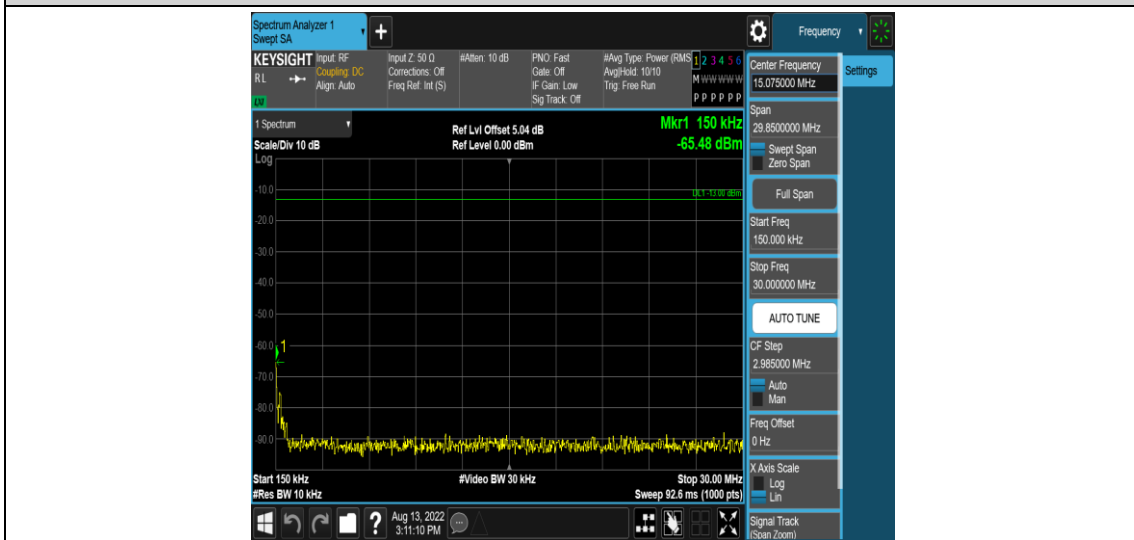 Spectrum Analyzer 1
Swept SA
Frequency
KEYSIGHT
RL
LXI
Input: RF
Coupling: DC
Align: Auto
Input Z: 50 Ω
Corrections: Off
Freq Ref: Int (S)
#Atten: 10 dB
PNO: Fast
Gate: Off
IF Gain: Low
Sig Track: Off
#Avg Type: Power (RMS
Avg|Hold: 10/10
Trig: Free Run
1 2 3 4 5 6
M W W W W W
P P P P P P
Center Frequency
15.075000 MHz
Settings
1 Spectrum
Scale/Div 10 dB
Log
Ref Lvl Offset 5.04 dB
Ref Level 0.00 dBm
Mkr1 150 kHz
-65.48 dBm
DL1 -13.00 dBm
-10.0
-20.0
-30.0
-40.0
-50.0
-60.0
1
-70.0
-80.0
-90.0
Start 150 kHz
#Res BW 10 kHz
#Video BW 30 kHz
Stop 30.00 MHz
Sweep 92.6 ms (1000 pts)
Span
29.8500000 MHz
Swept Span
Zero Span
Full Span
Start Freq
150.000 kHz
Stop Freq
30.000000 MHz
AUTO TUNE
CF Step
2.985000 MHz
Auto
Man
Freq Offset
0 Hz
X Axis Scale
Log
Lin
Signal Track
(Span Zoom)
?
Aug 13, 2022
3:11:10 PM